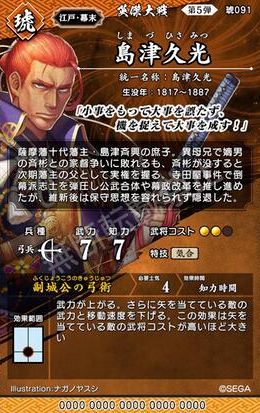 琥
江戸・幕末
英傑大戦
第5弾
琥091
しま づ ひさ みつ
島津久光
統一名称：島津久光
生没年：1817～1887
「小事をもって大事を誤たず、
機を捉えて大事を成す！」
薩摩藩十代藩主・島津斉興の庶子。異母兄で嫡男
の斉彬との家督争いに敗れるも、斉彬が没すると
次期藩主の父として実権を握る。寺田屋事件で倒
幕派志士を弾圧し公武合体や幕政改革を推し進め
たが、維新後は保守思想を容れられず隠退した。
兵種 武力 知力 武将コスト
弓兵 7 7 特技 気合
ふくじょうこうのきゅうじゅつ 必要士気 効果時間
副城公の弓術 4 知力時間
効果範囲
武力が上がる。さらに矢を当てている敵の
武力と移動速度を下げる。この効果は矢を
当てている敵の武将コストが高いほど大き
い
Illustration:ナガノヤスシ
©SEGA
0000 0000 0000 0000 0000